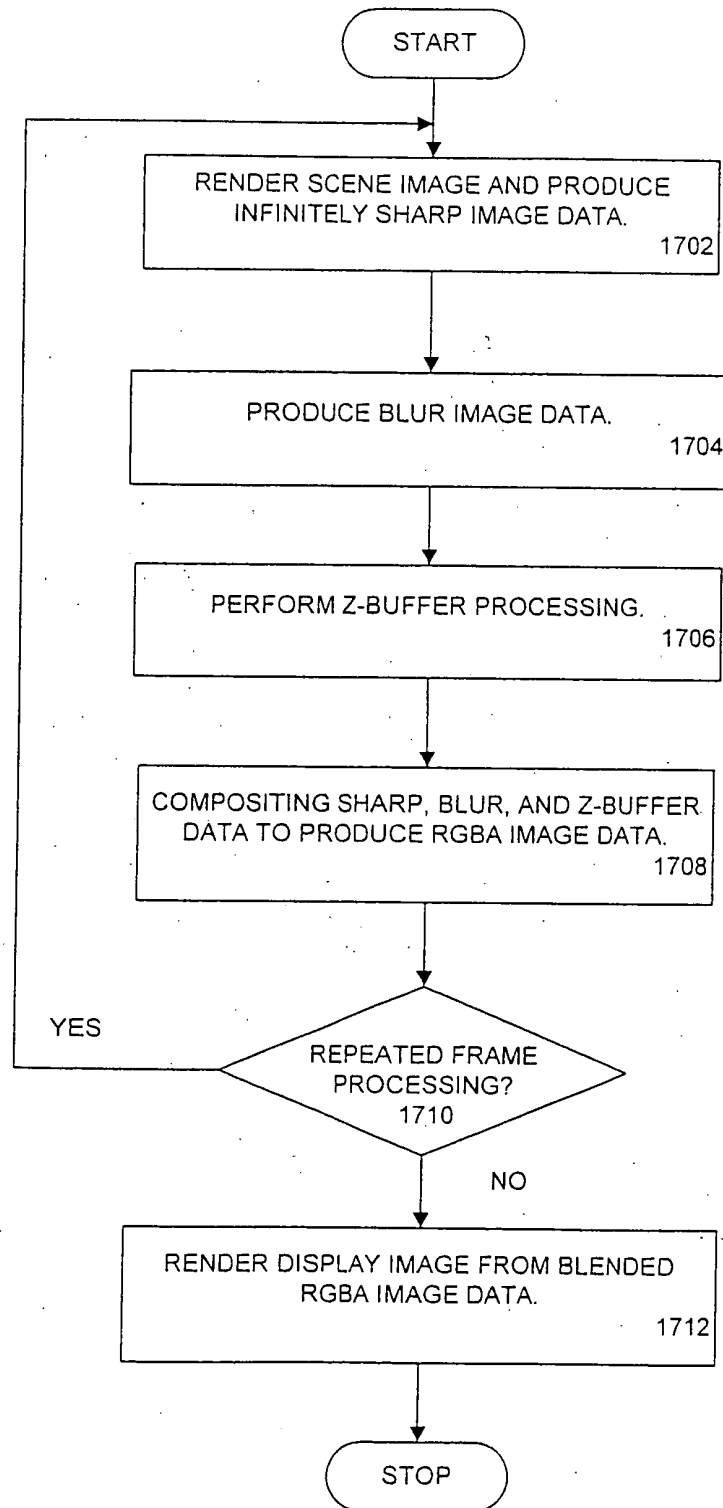 START
RENDER SCENE IMAGE AND PRODUCE
INFINITELY SHARP IMAGE DATA.
1702
PRODUCE BLUR IMAGE DATA.
1704
PERFORM Z-BUFFER PROCESSING.
1706
COMPOSITING SHARP, BLUR, AND Z-BUFFER
DATA TO PRODUCE RGBA IMAGE DATA.
1708
YES
REPEATED FRAME
PROCESSING?
1710
NO
RENDER DISPLAY IMAGE FROM BLENDED
RGBA IMAGE DATA.
1712
STOP